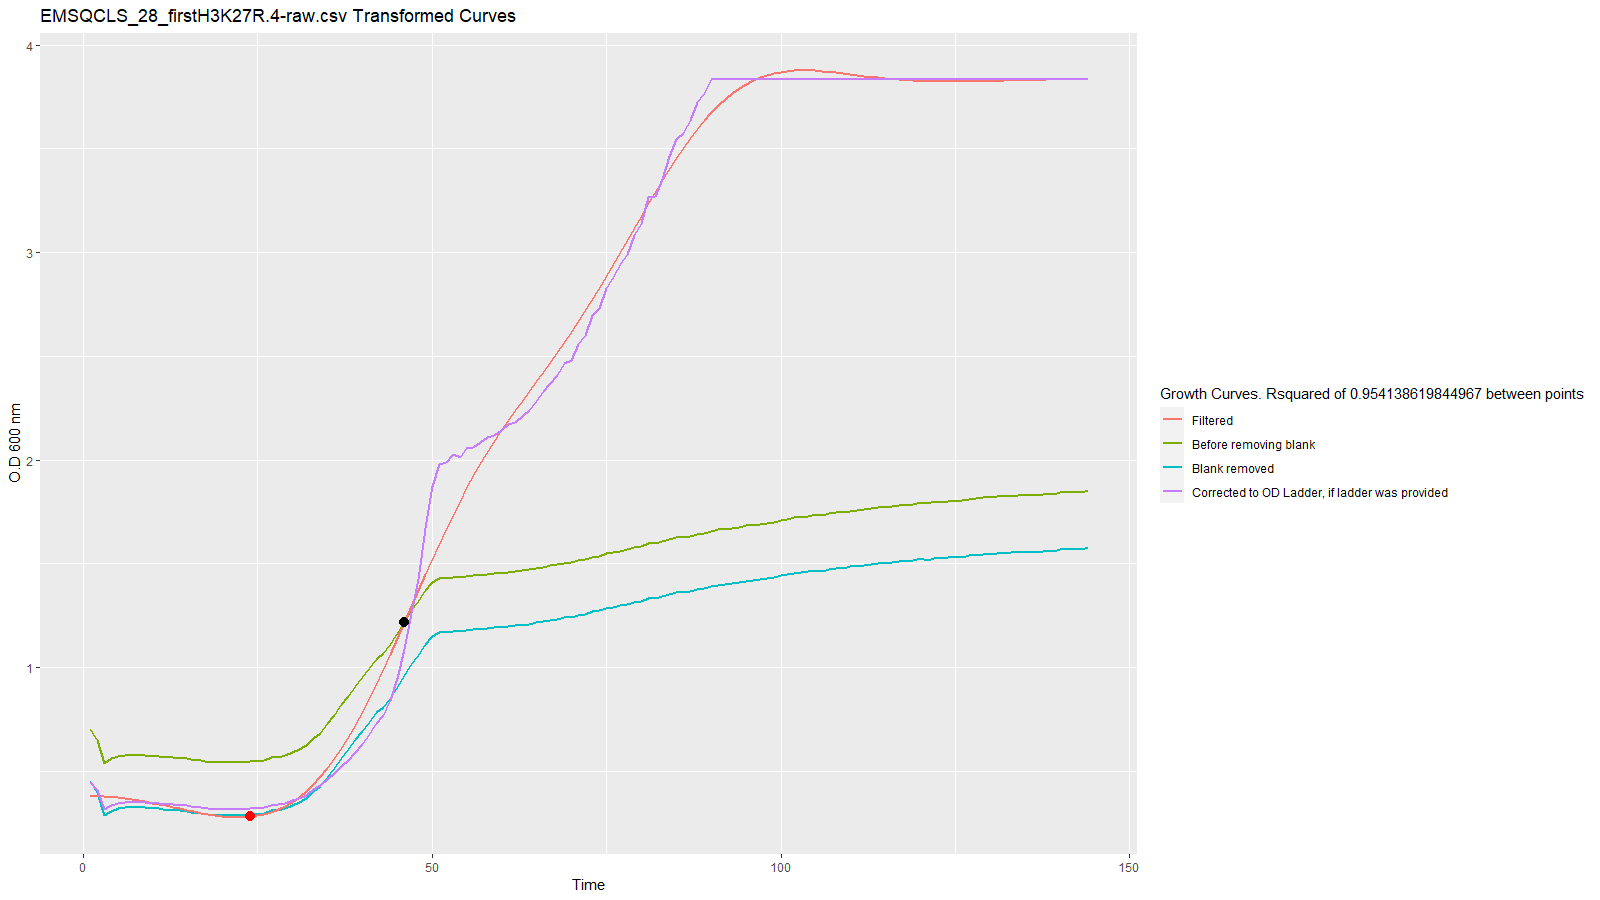 EMSQCLS_28_firstH3K27R.4-raw.csv Transformed Curves
4
3
2
1
O.D 600 nm
0
50
100
150
Time
Growth Curves. Rsquared of 0.954138619844967 between points
Filtered
Before removing blank
Blank removed
Corrected to OD Ladder, if ladder was provided